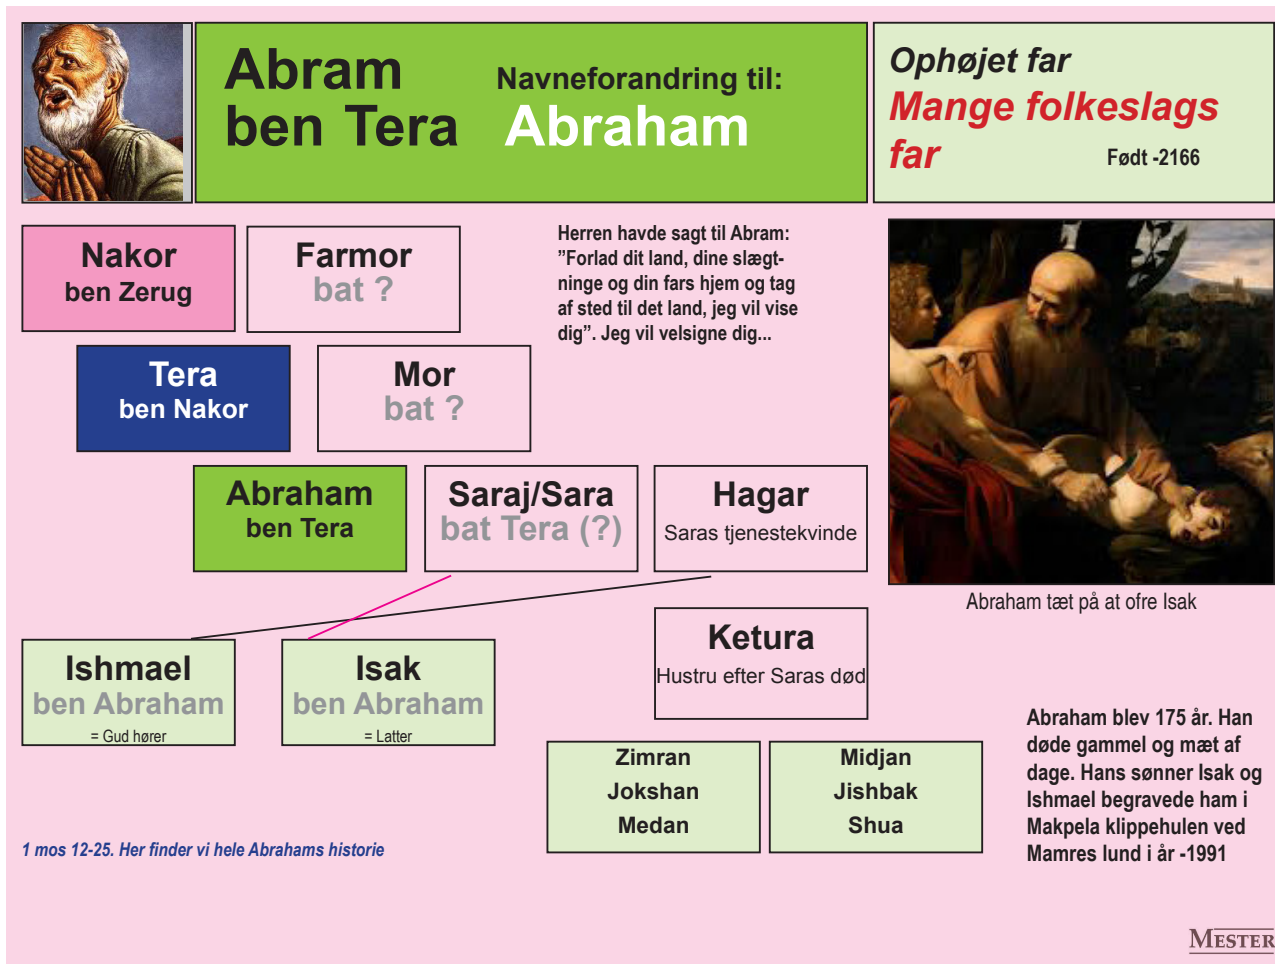 Abram
ben Tera
Navneforandring til:
Abraham
Ophøjet far
Mange folkeslags
far
Født -2166
Nakor
ben Zerug
Farmor
bat ?
Herren havde sagt til Abram:
”Forlad dit land, dine slægt-
ninge og din fars hjem og tag
af sted til det land, jeg vil vise
dig”. Jeg vil velsigne dig...
Tera
ben Nakor
Mor
bat ?
Abraham
ben Tera
Saraj/Sara
bat Tera (?)
Hagar
Saras tjenestekvinde
Abraham tæt på at ofre Isak
Ishmael
ben Abraham
= Gud hører
Isak
ben Abraham
= Latter
Ketura
Hustru efter Saras død
Zimran
Jokshan
Medan
Midjan
Jishbak
Shua
Abraham blev 175 år. Han
døde gammel og mæt af
dage. Hans sønner Isak og
Ishmael begravede ham i
Makpela klippehulen ved
Mamres lund i år -1991
1 mos 12-25. Her finder vi hele Abrahams historie
MESTER